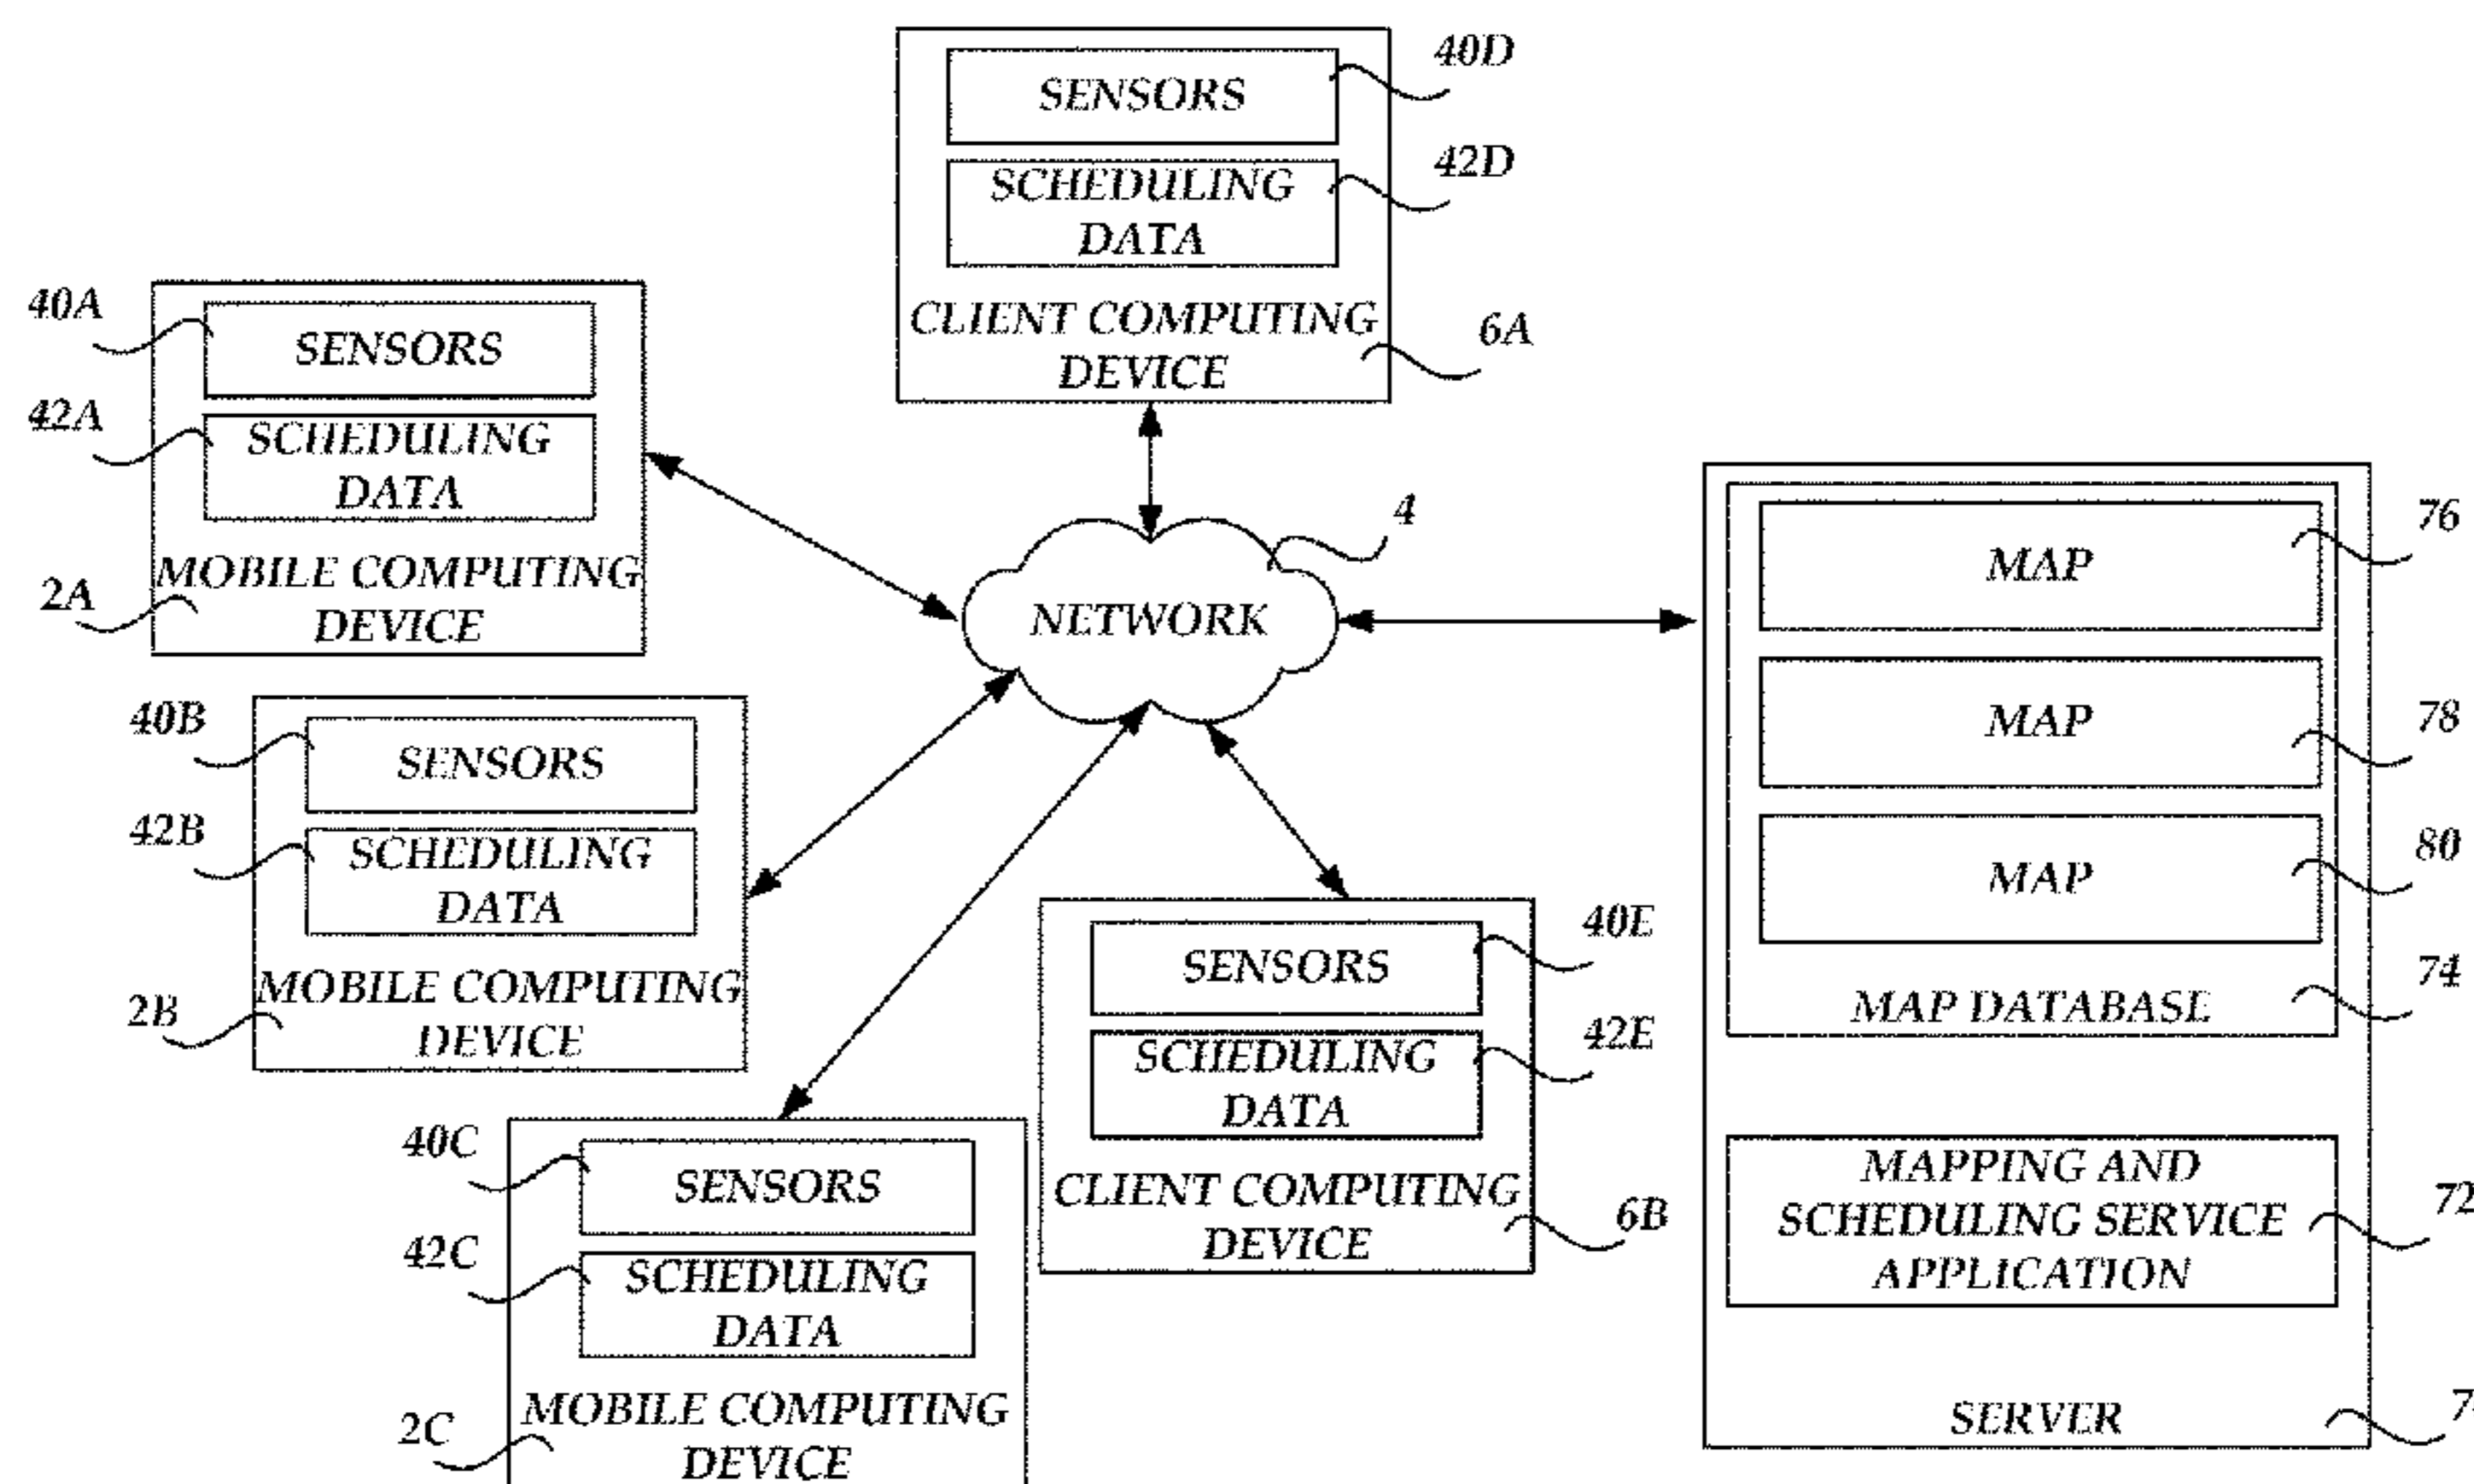 40D
SENSORS
42D
SCHEDULING
DATA
CLIENT COMPUTING
DEVICE
6A
40A
SENSORS
42A
SCHEDULING
DATA
MOBILE COMPUTING
DEVICE
2A
4
NETWORK
40B
SENSORS
42B
SCHEDULING
DATA
MOBILE COMPUTING
DEVICE
2B
40C
SENSORS
42C
SCHEDULING
DATA
MOBILE COMPUTING
DEVICE
2C
40E
SENSORS
42E
SCHEDULING
DATA
CLIENT COMPUTING
DEVICE
6B
MAP
76
MAP
78
MAP
80
MAP DATABASE
74
MAPPING AND
SCHEDULING SERVICE
APPLICATION
72
SERVER